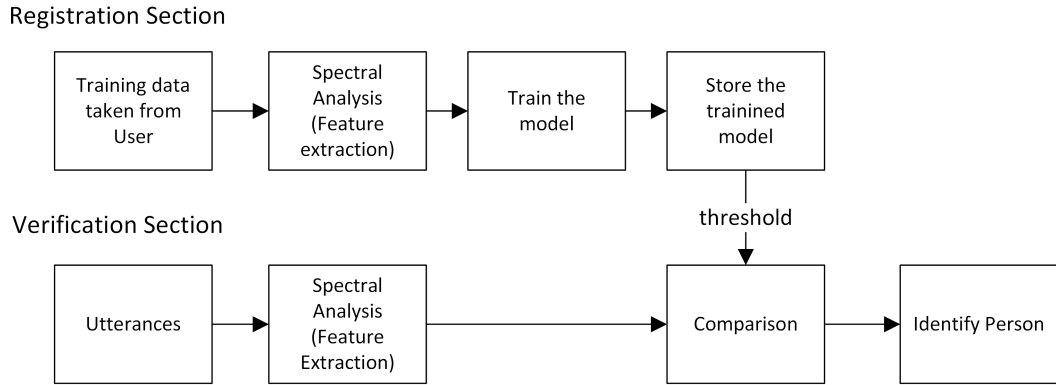 Registration Section
Training data
taken from
User
Spectral
Analysis
(Feature
extraction)
Train the
model
Store the
trainined
model
threshold
Verification Section
Utterances
Spectral
Analysis
(Feature
Extraction)
Comparison
Identify Person